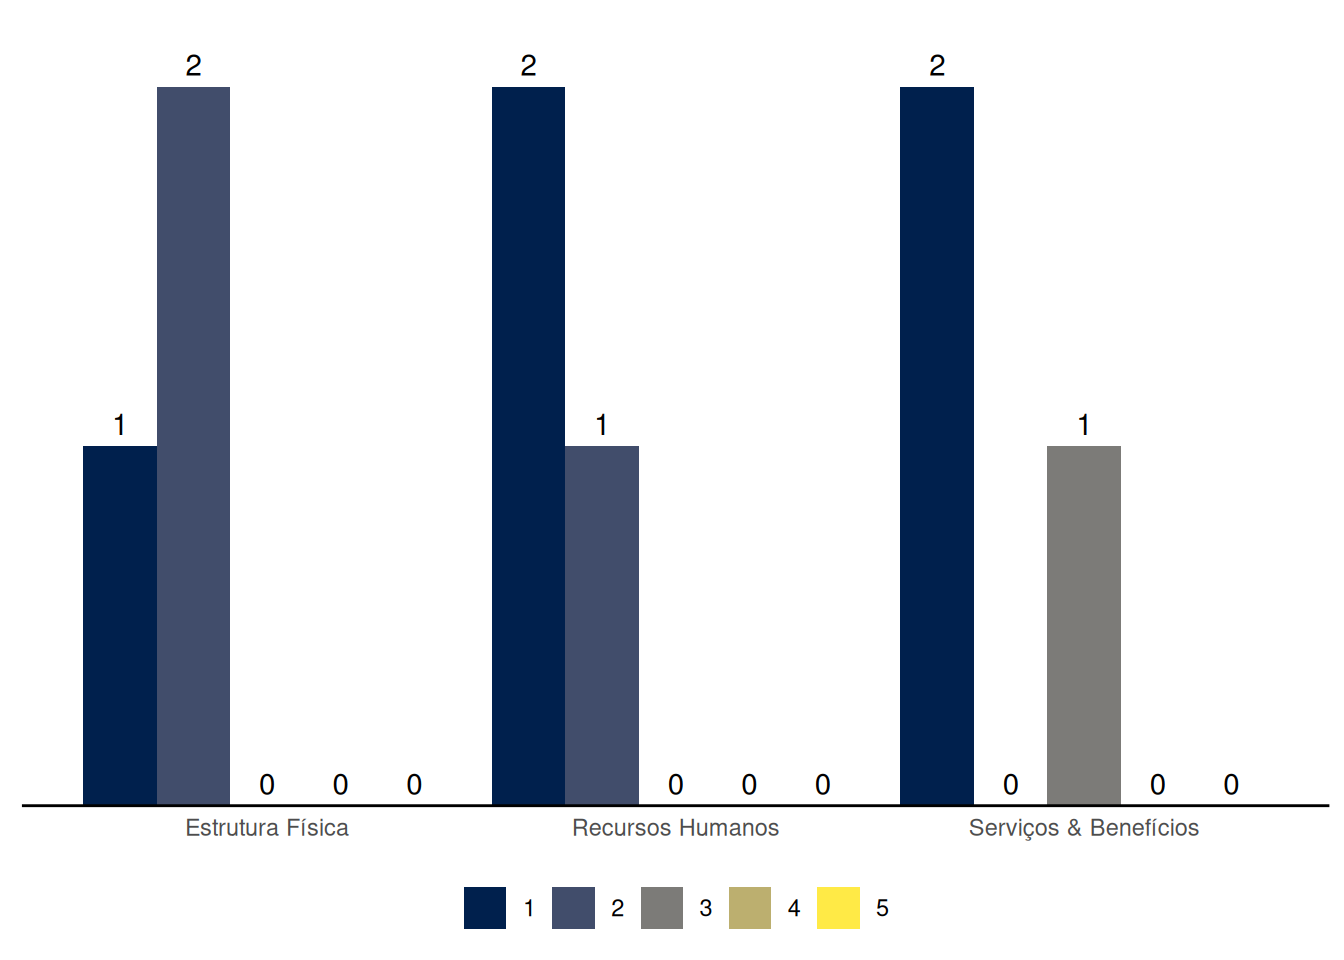 2 2 2
1 1 1
0 0 0 0 0 0 0 0 0
Estrutura Física Recursos Humanos Serviços & Benefícios
1 2 3 4 5